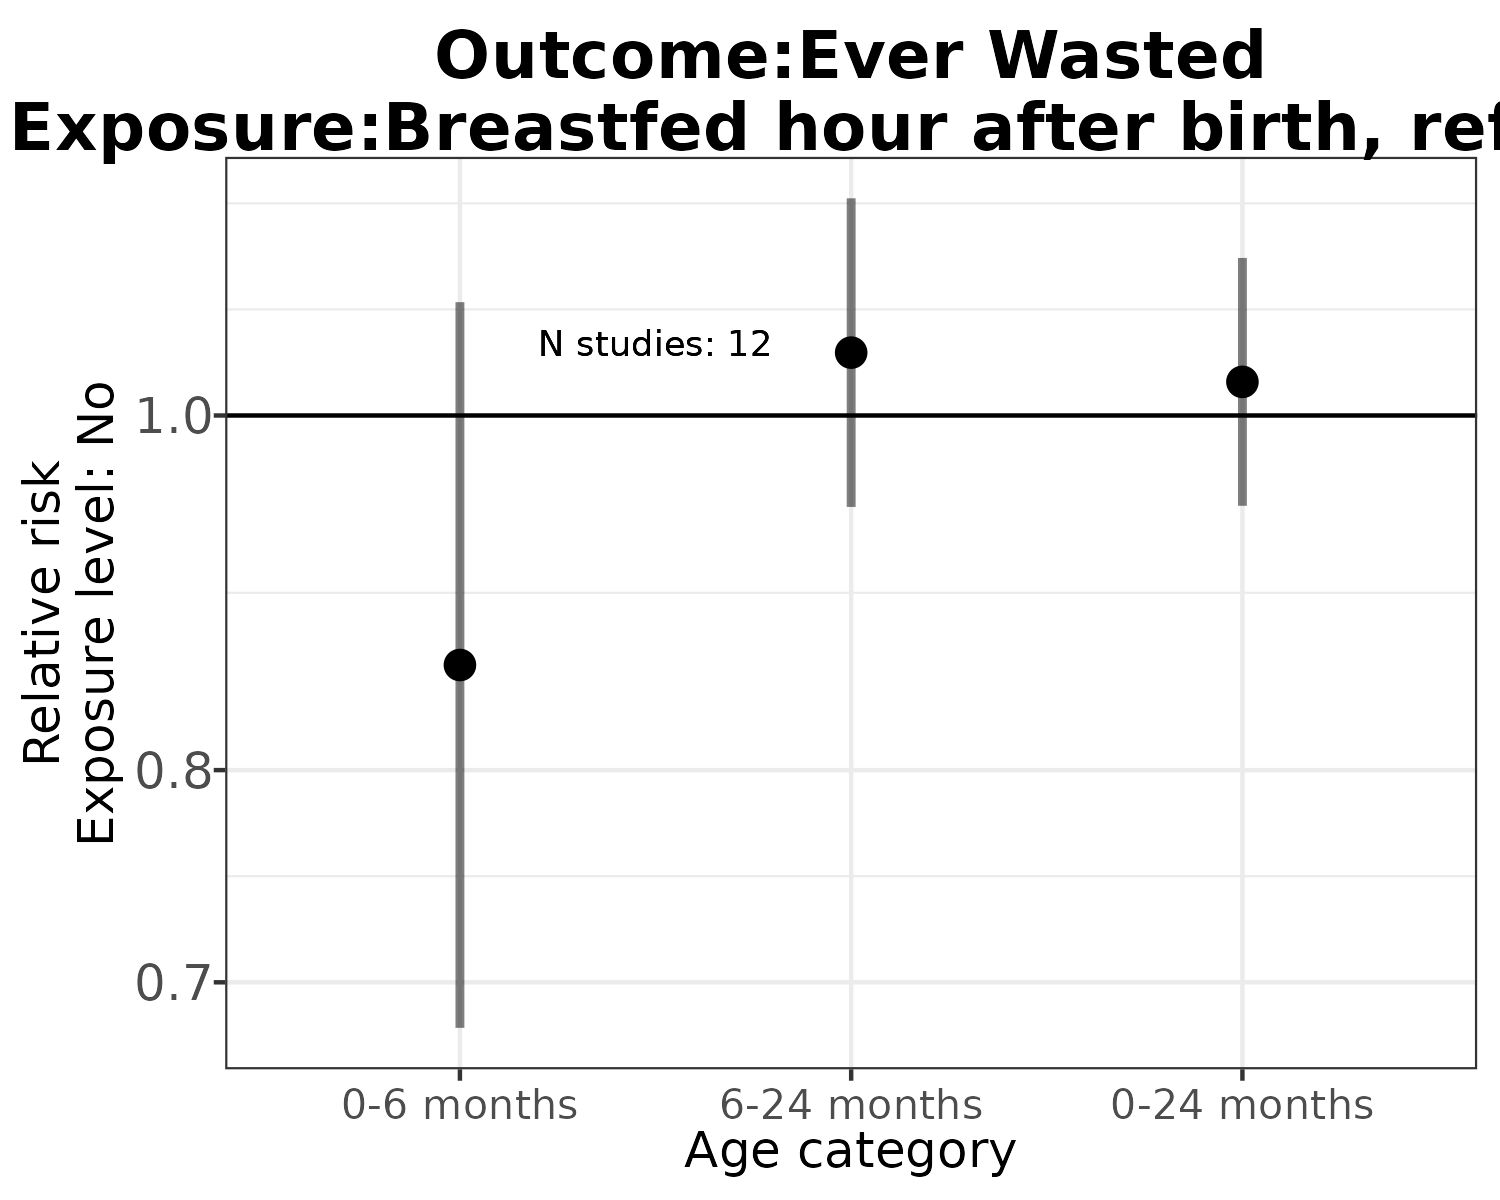 Outcome:Ever Wasted
Exposure:Breastfed hour after birth,
Relative risk
Exposure level: No
N studies: 12
1.0
0.8
0.7
0-6 months
6-24 months
0-24 months
Age category